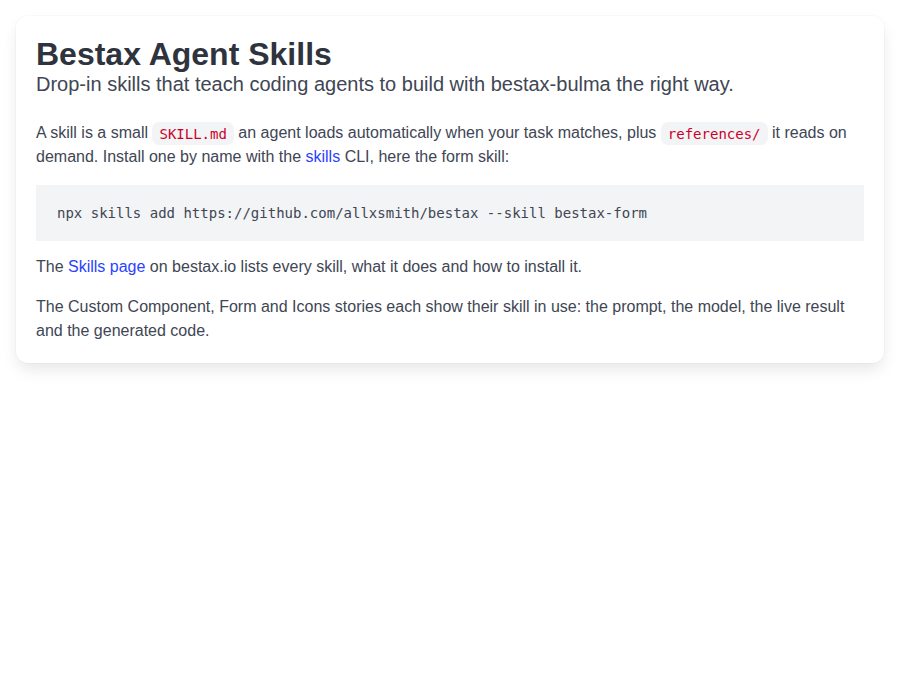 Bestax Agent Skills
Drop-in skills that teach coding agents to build with bestax-bulma the right way.
A skill is a small SKILL.md an agent loads automatically when your task matches, plus references/ it reads on
demand. Install one by name with the skills CLI, here the form skill:
npx skills add https://github.com/allxsmith/bestax --skill bestax-form
The Skills page on bestax.io lists every skill, what it does and how to install it.
The Custom Component, Form and Icons stories each show their skill in use: the prompt, the model, the live result
and the generated code.